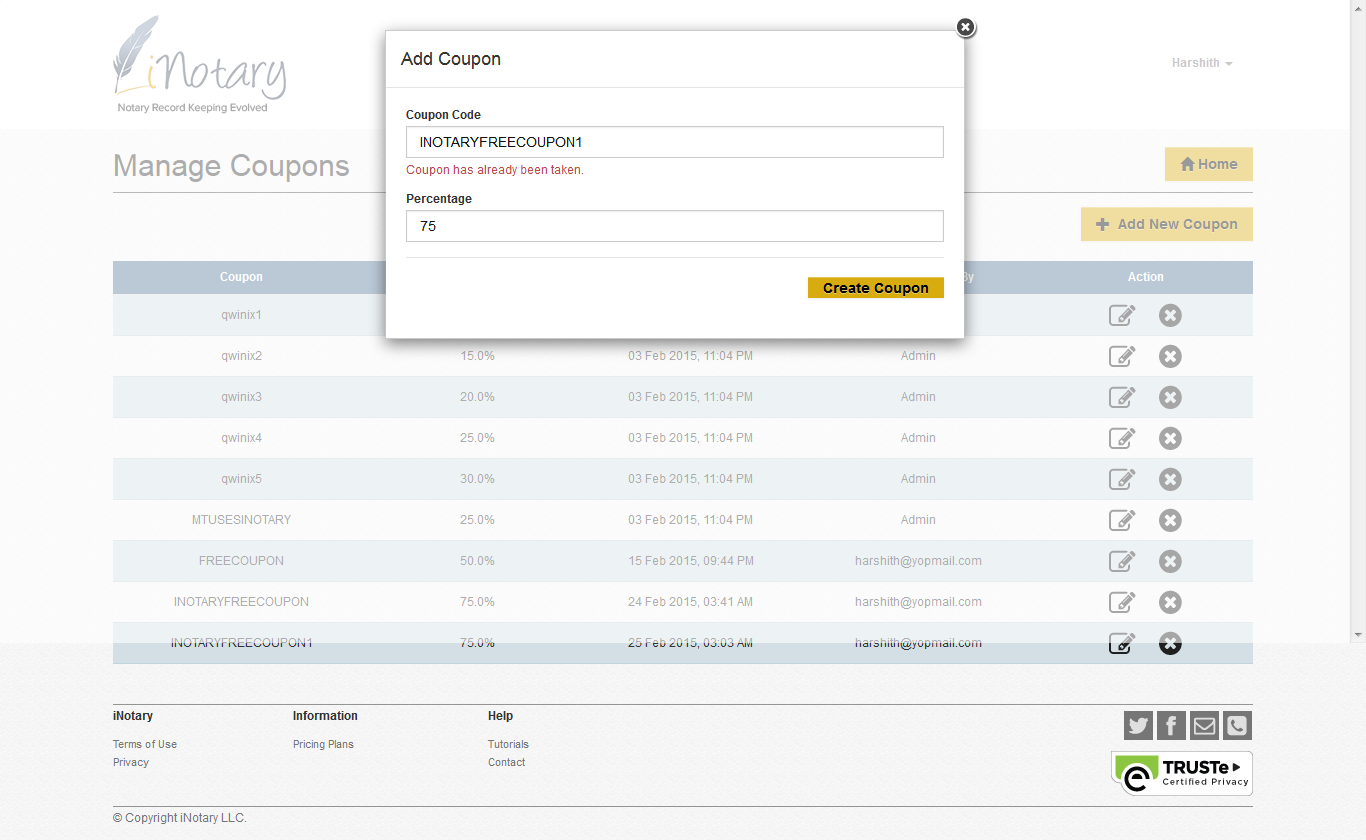 iNotary
Notary Record Keeping Evolved
Harshith
Add Coupon
Coupon Code
INOTARYFREECOUPON1
Coupon has already been taken.
Percentage
75
Create Coupon
Manage Coupons
Home
Add New Coupon
Coupon By Action
qwinix1
qwinix2 15.0% 03 Feb 2015, 11:04 PM Admin
qwinix3 20.0% 03 Feb 2015, 11:04 PM Admin
qwinix4 25.0% 03 Feb 2015, 11:04 PM Admin
qwinix5 30.0% 03 Feb 2015, 11:04 PM Admin
MTUSESINOTARY 25.0% 03 Feb 2015, 11:04 PM Admin
FREECOUPON 50.0% 15 Feb 2015, 09:44 PM harshith@yopmail.com
INOTARYFREECOUPON 75.0% 24 Feb 2015, 03:41 AM harshith@yopmail.com
INOTARYFREECOUPON1 75.0% 25 Feb 2015, 03:03 AM harshith@yopmail.com
iNotary Information Help
Terms of Use Pricing Plans Tutorials
Privacy Contact
TRUSTe
Certified Privacy
© Copyright iNotary LLC.